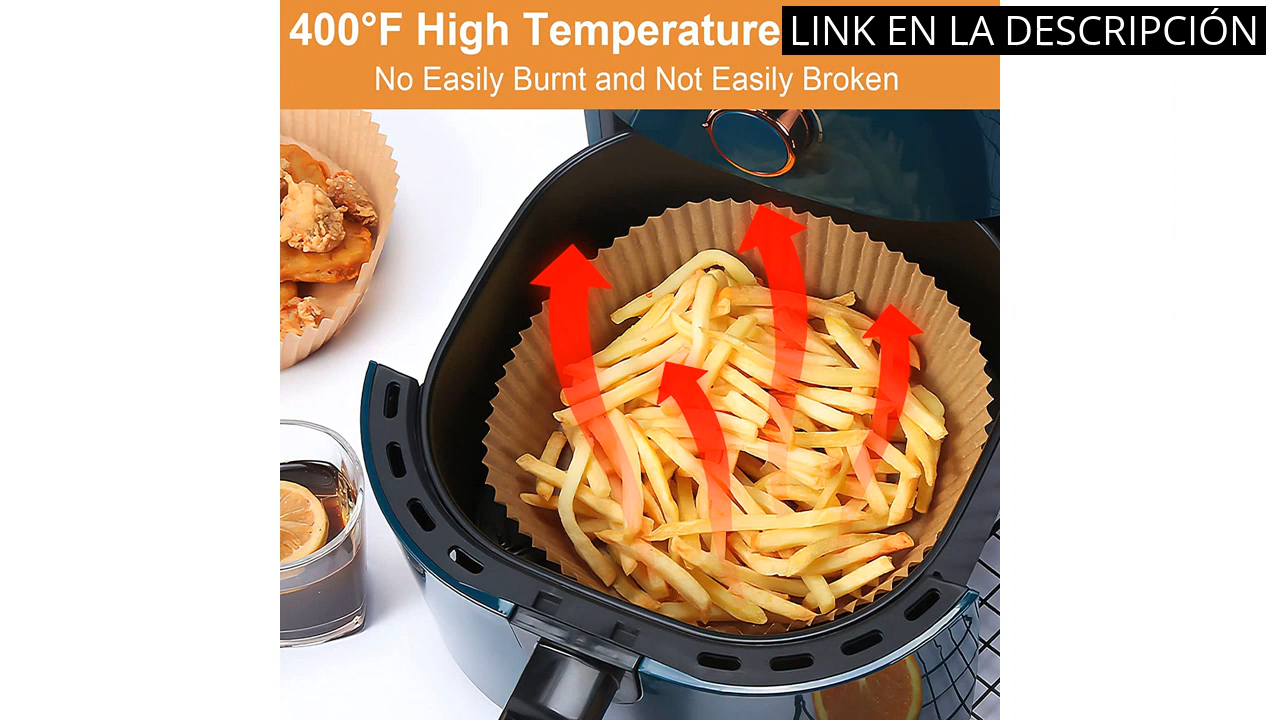 400°F High Temperature
LINK EN LA DESCRIPCIÓN
No Easily Burnt and Not Easily Broken